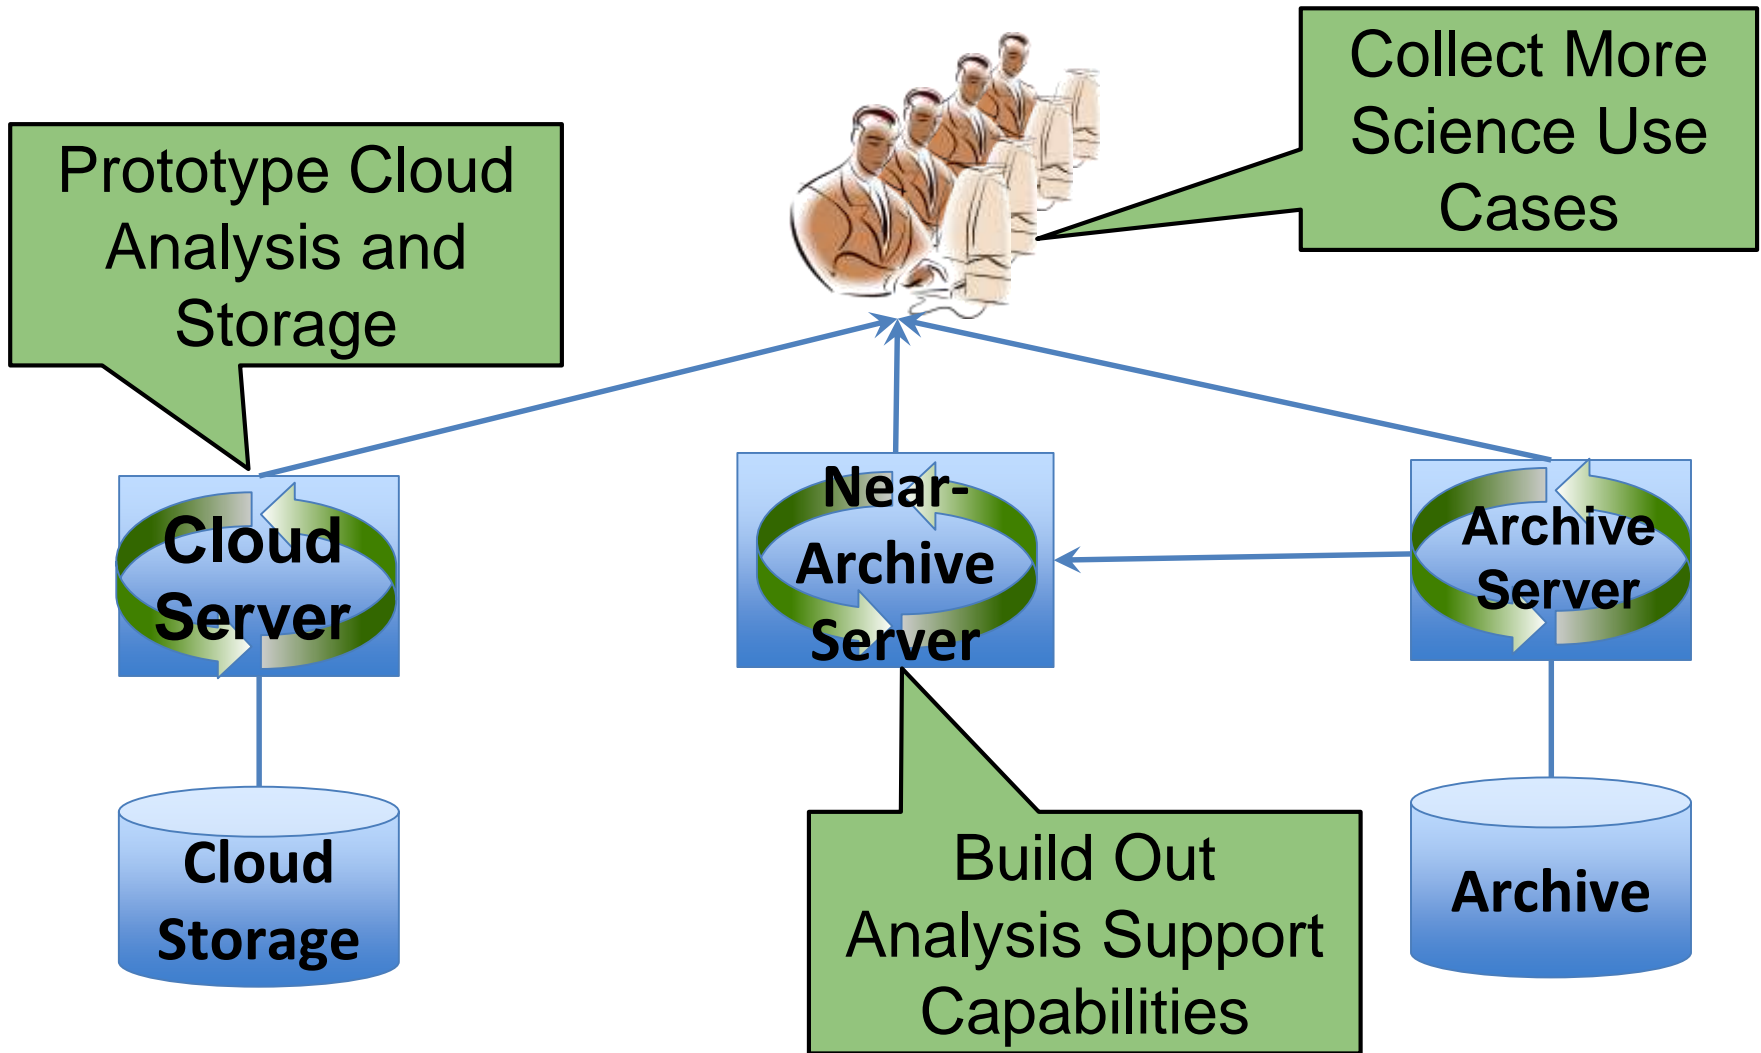 Collect More
Science Use
Cases
Prototype Cloud
Analysis and
Storage
Cloud
Server
Near-
Archive
Server
Archive
Server
Cloud
Storage
Build Out
Analysis Support
Capabilities
Archive